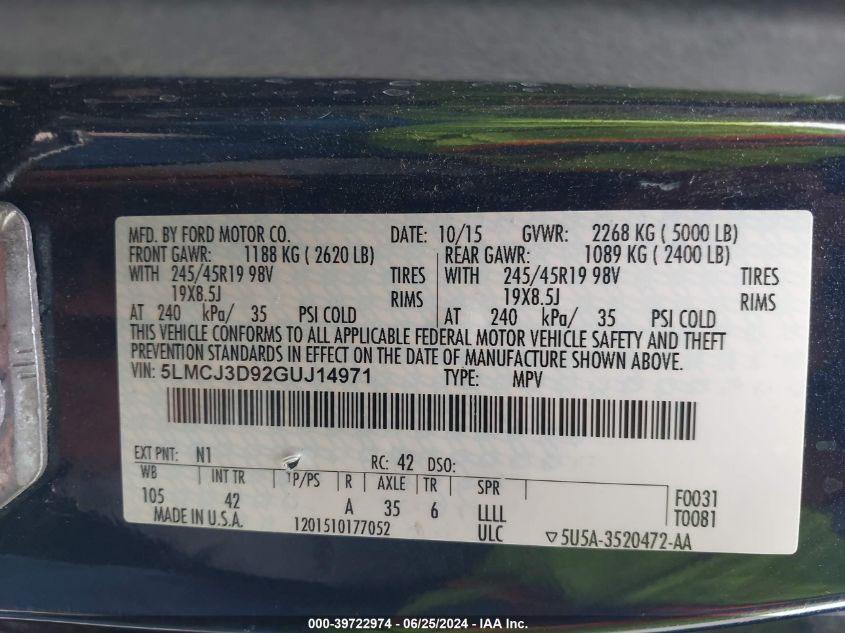 MFD. BY FORD MOTOR CO. DATE: 10/15 GVWR: 2268 KG ( 5000 LB)
FRONT GAWR: 1188 KG ( 2620 LB) REAR GAWR: 1089 KG ( 2400 LB)
WITH 245/45R19 98V TIRES WITH 245/45R19 98V TIRES
19X8.5J RIMS 19X8.5J RIMS
AT 240 kPa/ 35 PSI COLD AT 240 kPa/ 35 PSI COLD
THIS VEHICLE CONFORMS TO ALL APPLICABLE FEDERAL MOTOR VEHICLE SAFETY AND THEFT
PREVENTION STANDARDS IN EFFECT ON THE DATE OF MANUFACTURE SHOWN ABOVE.
VIN: 5LMCJ3D92GUJ14971 TYPE: MPV
EXT PNT: N1 RC: 42 DSO:
WB INT TR TP/PS R AXLE TR SPR F0031
105 42 A 35 6 LLLL T0081
MADE IN U.S.A. 1201510177052 ULC ▽5U5A-3520472-AA
000-39722974 / 06/25/2024 - IAA Inc.